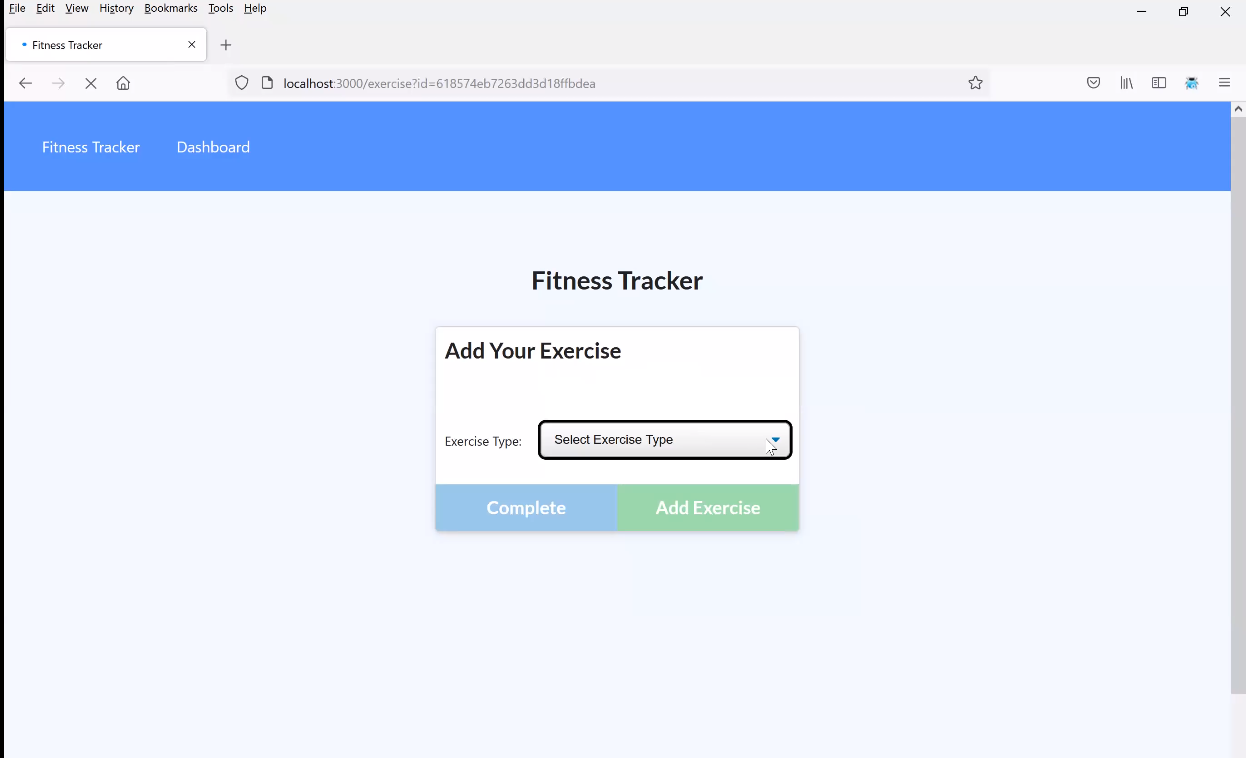 File Edit View History Bookmarks Tools Help
Fitness Tracker
localhost:3000/exercise?id=618574eb7263dd3d18ffbdea
Fitness Tracker Dashboard
Fitness Tracker
Add Your Exercise
Exercise Type: Select Exercise Type
Complete Add Exercise